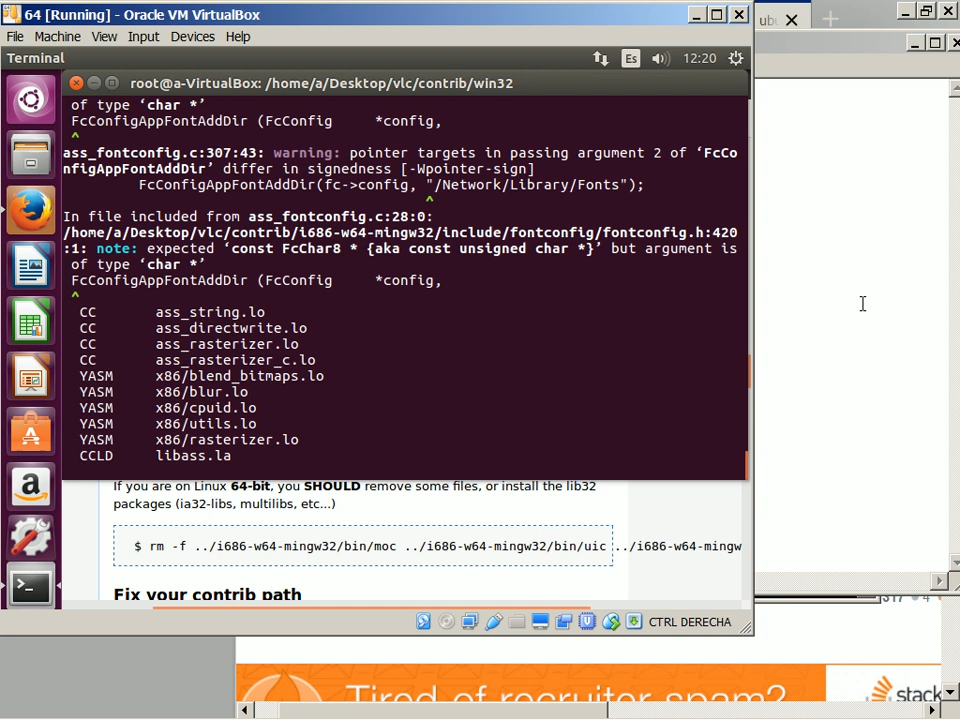 64 [Running] - Oracle VM VirtualBox
File Machine View Input Devices Help
Terminal
Es
12:20
root@a-VirtualBox: /home/a/Desktop/vlc/contrib/win32
of type ‘char *’
FcConfigAppFontAddDir (FcConfig *config,
^
ass_fontconfig.c:307:43: warning: pointer targets in passing argument 2 of ‘FcCo
nfigAppFontAddDir’ differ in signedness [-Wpointer-sign]
FcConfigAppFontAddDir(fc->config, "/Network/Library/Fonts");
^
In file included from ass_fontconfig.c:28:0:
/home/a/Desktop/vlc/contrib/i686-w64-mingw32/include/fontconfig/fontconfig.h:420
:1: note: expected ‘const FcChar8 * {aka const unsigned char *}’ but argument is
of type ‘char *’
FcConfigAppFontAddDir (FcConfig *config,
^
CC ass_string.lo
CC ass_directwrite.lo
CC ass_rasterizer.lo
CC ass_rasterizer_c.lo
YASM x86/blend_bitmaps.lo
YASM x86/blur.lo
YASM x86/cpuid.lo
YASM x86/utils.lo
YASM x86/rasterizer.lo
CCLD libass.la
If you are on Linux 64-bit, you SHOULD remove some files, or install the lib32
packages (ia32-libs, multilibs, etc...)
$ rm -f ../i686-w64-mingw32/bin/moc ../i686-w64-mingw32/bin/uic ../i686-w64-mingw
Fix your contrib path
CTRL DERECHA
ubu
Tired of recruiter spam?
stack